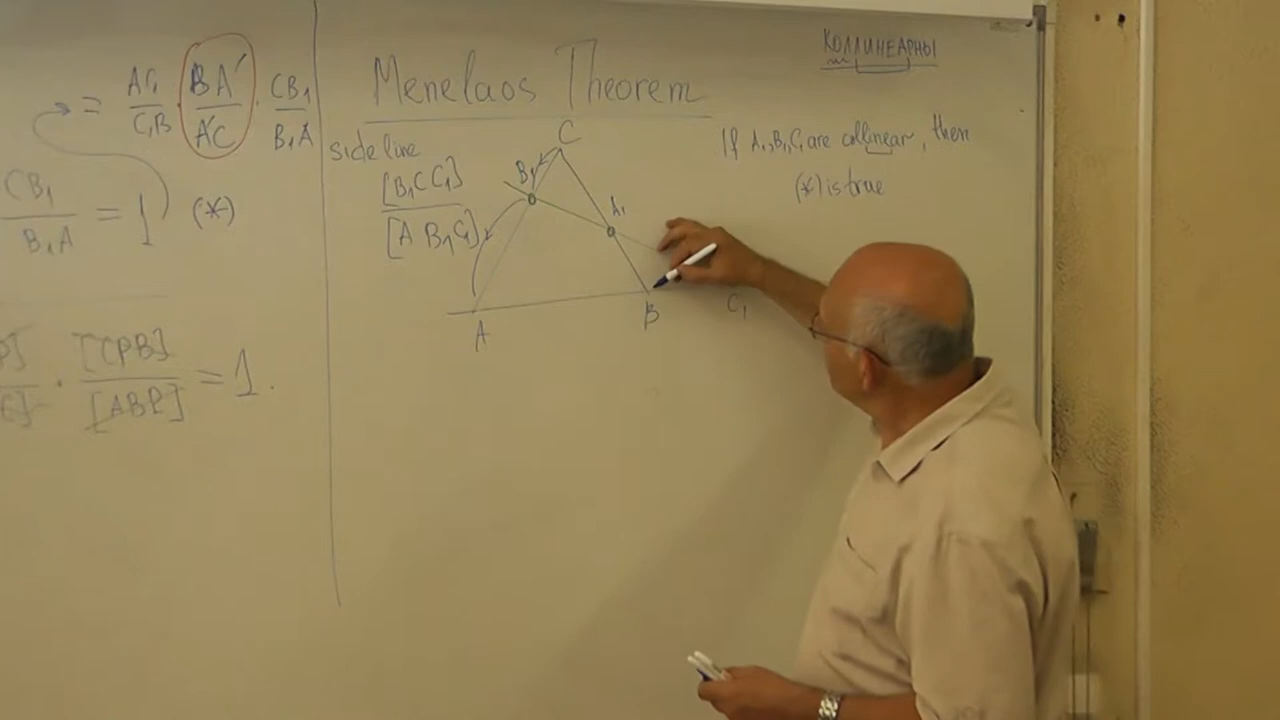 = AC₁/C₁B · BA′/A′C · CB₁/B₁A
CB₁/B₁A = 1 (*)
· [CPB]/[ABP] = 1.
Menelaos Theorem
side line
[B₁CC₁]/[AB₁C₁]
C
B₁
A₁
A
B
C₁
КОЛЛИНЕАРНЫ
If A₁,B₁,C₁ are collinear, then
(*) is true